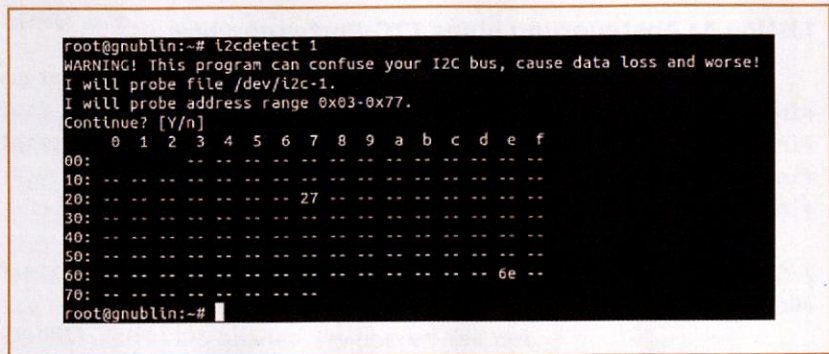 root@gnublin:~# i2cdetect 1
WARNING! This program can confuse your I2C bus, cause data loss and worse!
I will probe file /dev/i2c-1.
I will probe address range 0x03-0x77.
Continue? [Y/n]
     0  1  2  3  4  5  6  7  8  9  a  b  c  d  e  f
00:          -- -- -- -- -- -- -- -- -- -- -- -- --
10: -- -- -- -- -- -- -- -- -- -- -- -- -- -- -- --
20: -- -- -- -- -- -- -- 27 -- -- -- -- -- -- -- --
30: -- -- -- -- -- -- -- -- -- -- -- -- -- -- -- --
40: -- -- -- -- -- -- -- -- -- -- -- -- -- -- -- --
50: -- -- -- -- -- -- -- -- -- -- -- -- -- -- -- --
60: -- -- -- -- -- -- -- -- -- -- -- -- -- -- 6e --
70: -- -- -- -- -- -- -- --
root@gnublin:~#